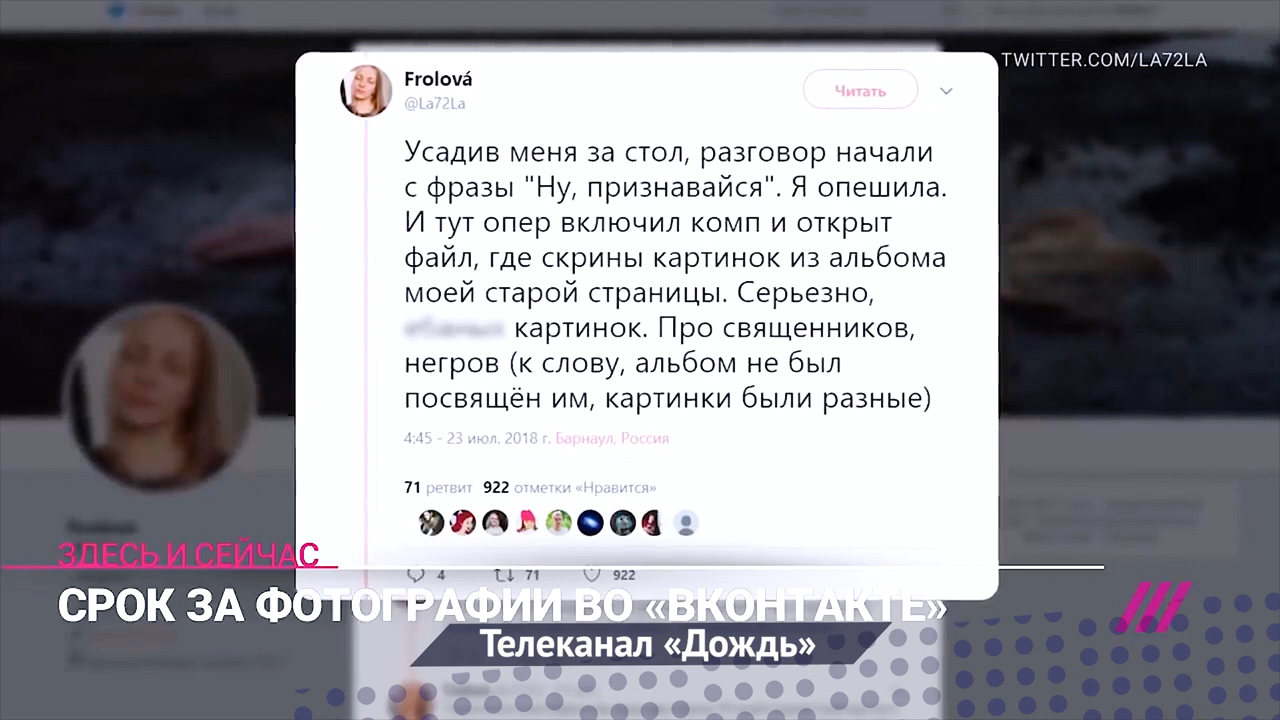 TWITTER.COM/LA72LA
Frolová
@La72La
Читать
Усадив меня за стол, разговор начали
с фразы "Ну, признавайся". Я опешила.
И тут опер включил комп и открыт
файл, где скрины картинок из альбома
моей старой страницы. Серьезно,
картинок. Про священников,
негров (к слову, альбом не был
посвящён им, картинки были разные)
4:45 - 23 июл. 2018 г. Барнаул, Россия
71 ретвит 922 отметки «Нравится»
4 71 922
ЗДЕСЬ И СЕЙЧАС
СРОК ЗА ФОТОГРАФИИ ВО «ВКОНТАКТЕ»
Телеканал «Дождь»